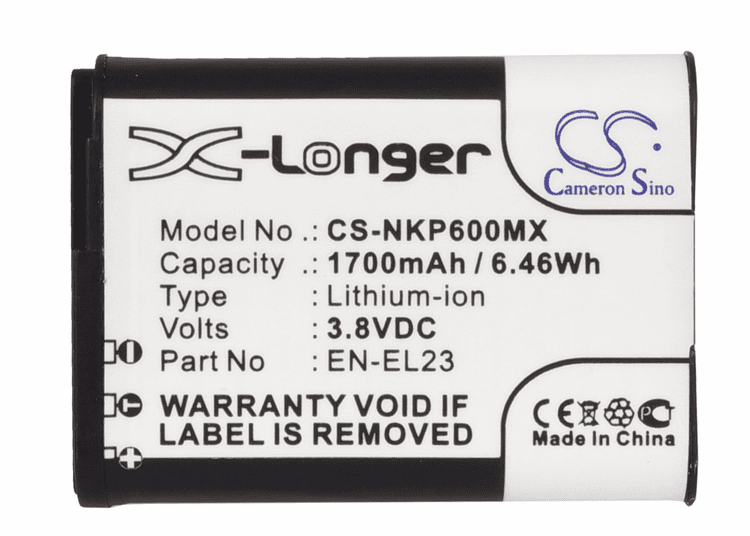 X-Longer
CS
Cameron Sino
Model No .: CS-NKP600MX
Capacity : 1700mAh / 6.46Wh
Type : Lithium-ion
Volts : 3.8VDC
Part No : EN-EL23
WARRANTY VOID IF
LABEL IS REMOVED
CE PCT
Made In China